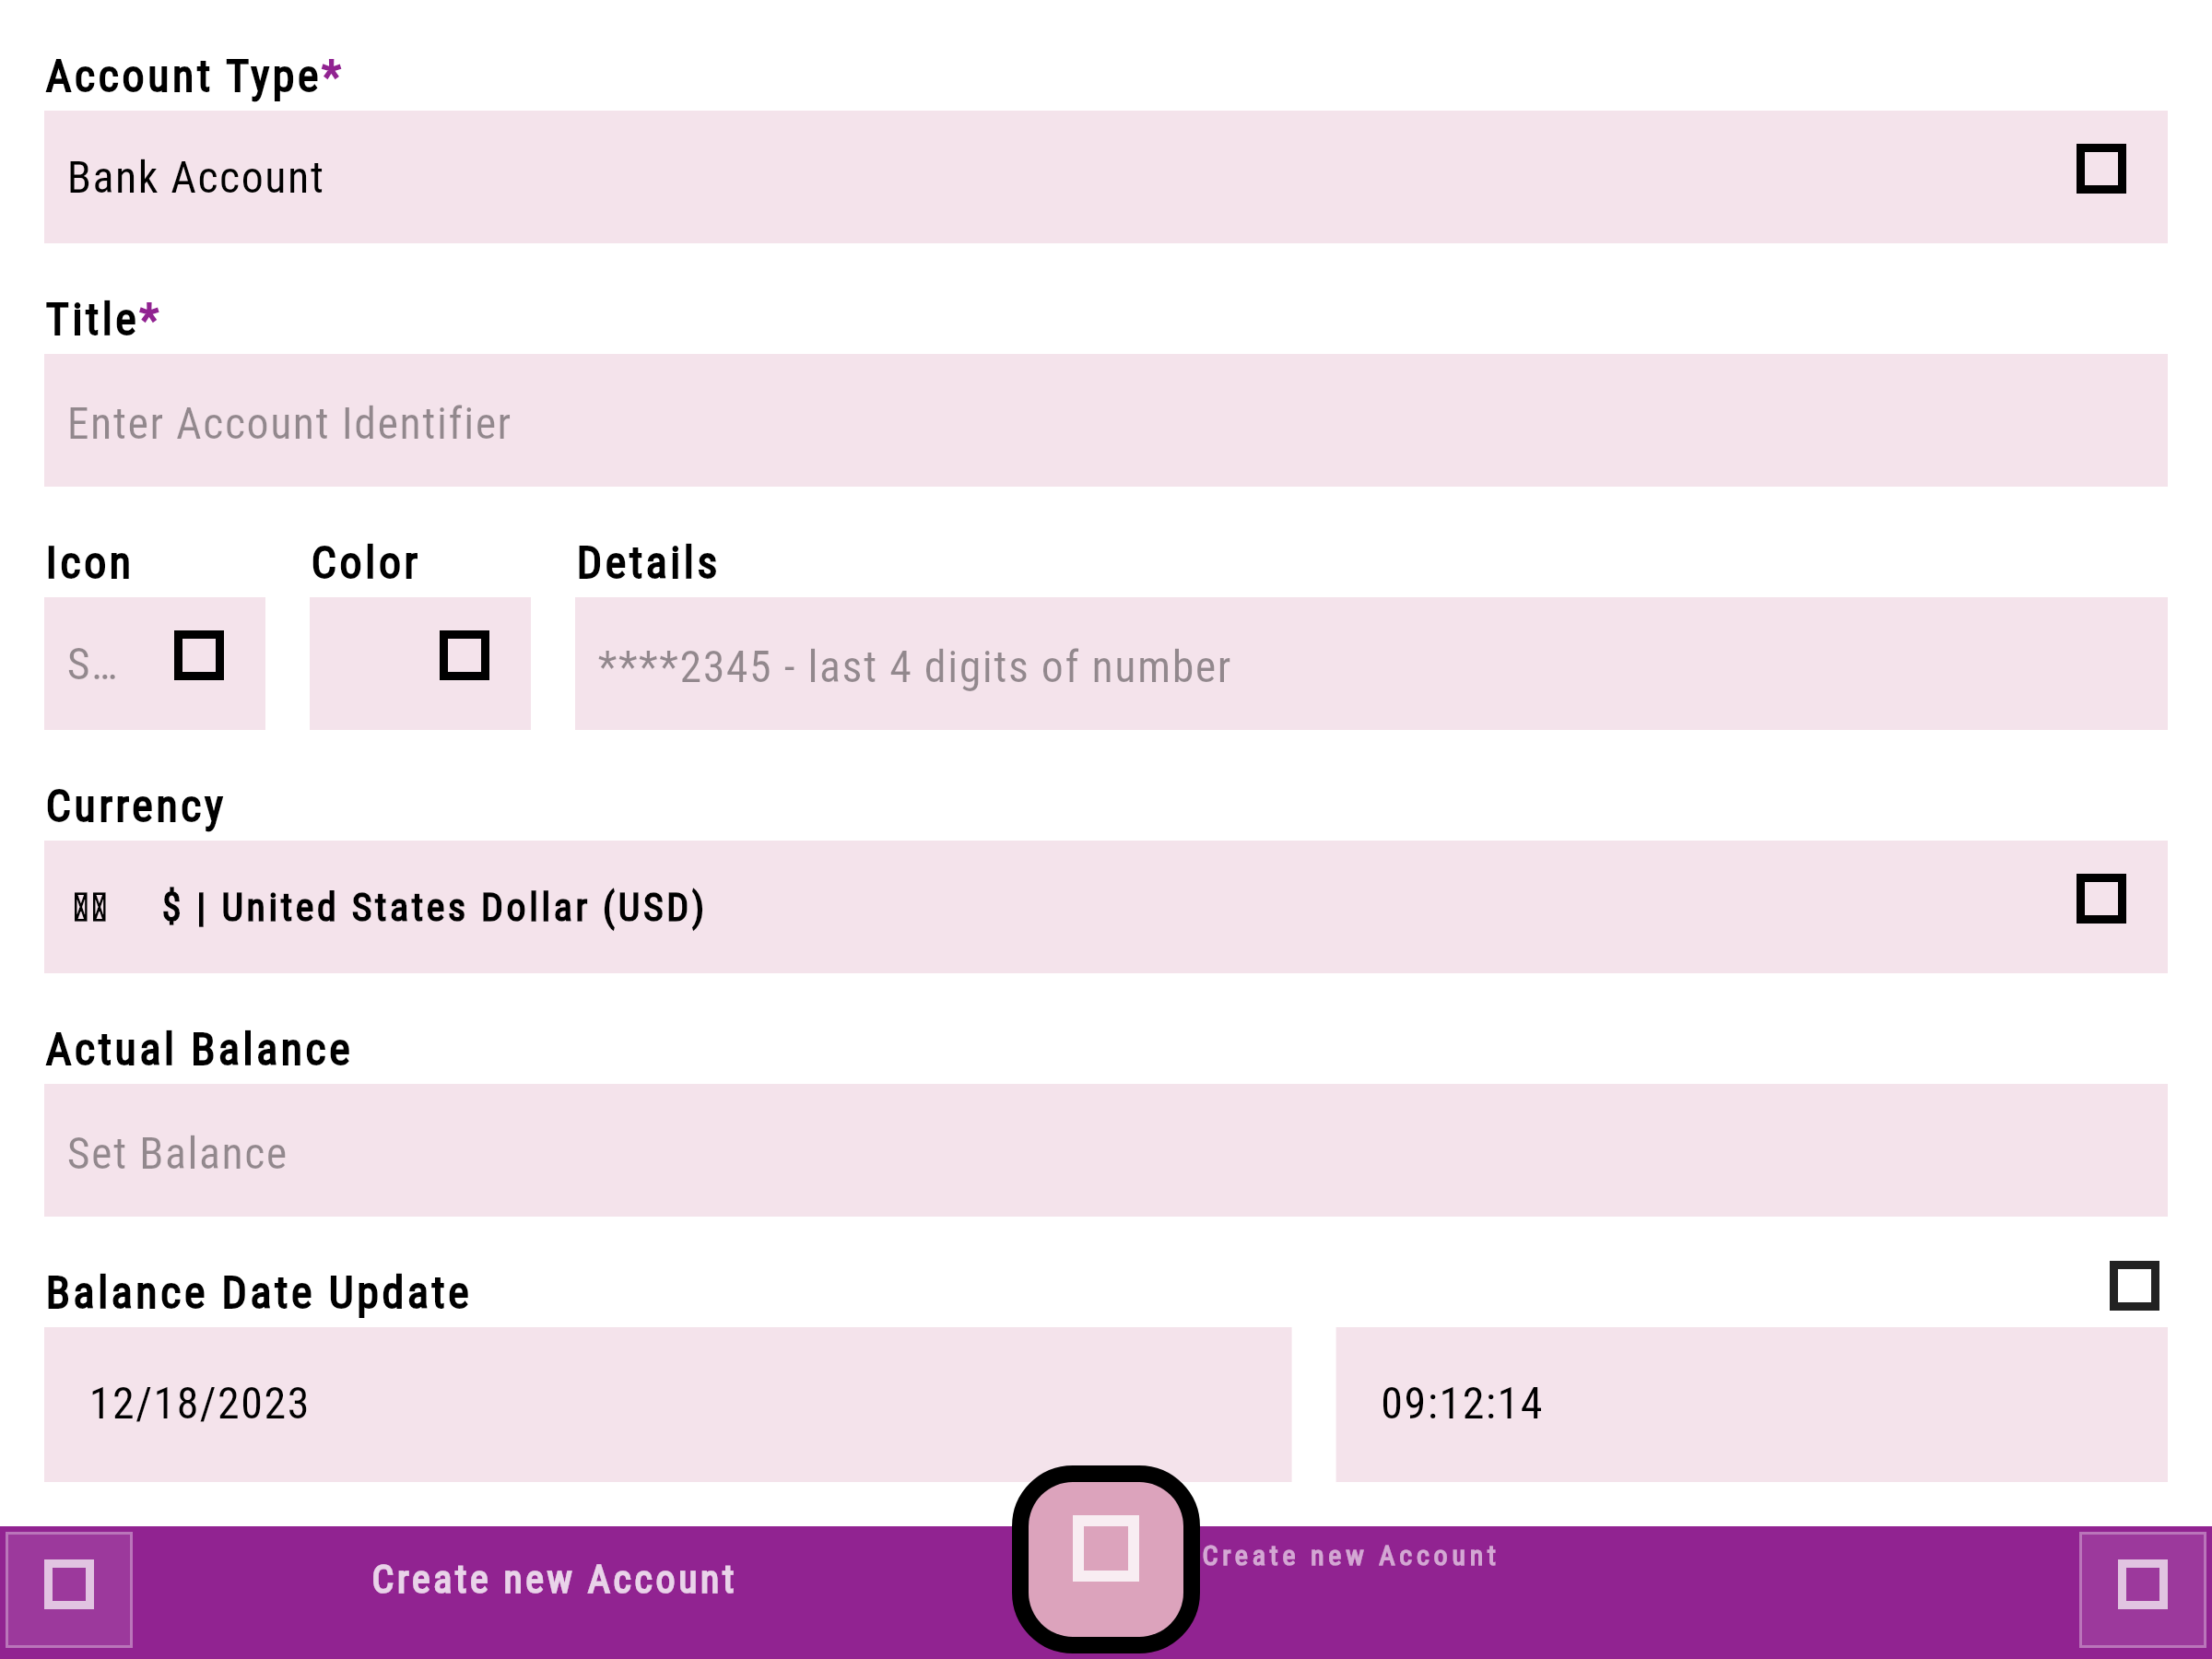 Account Type*
Bank Account
Title*
Enter Account Identifier
Icon Color Details
S… ****2345 - last 4 digits of number
Currency
$ | United States Dollar (USD)
Actual Balance
Set Balance
Balance Date Update
12/18/2023 09:12:14
Create new Account Create new Account